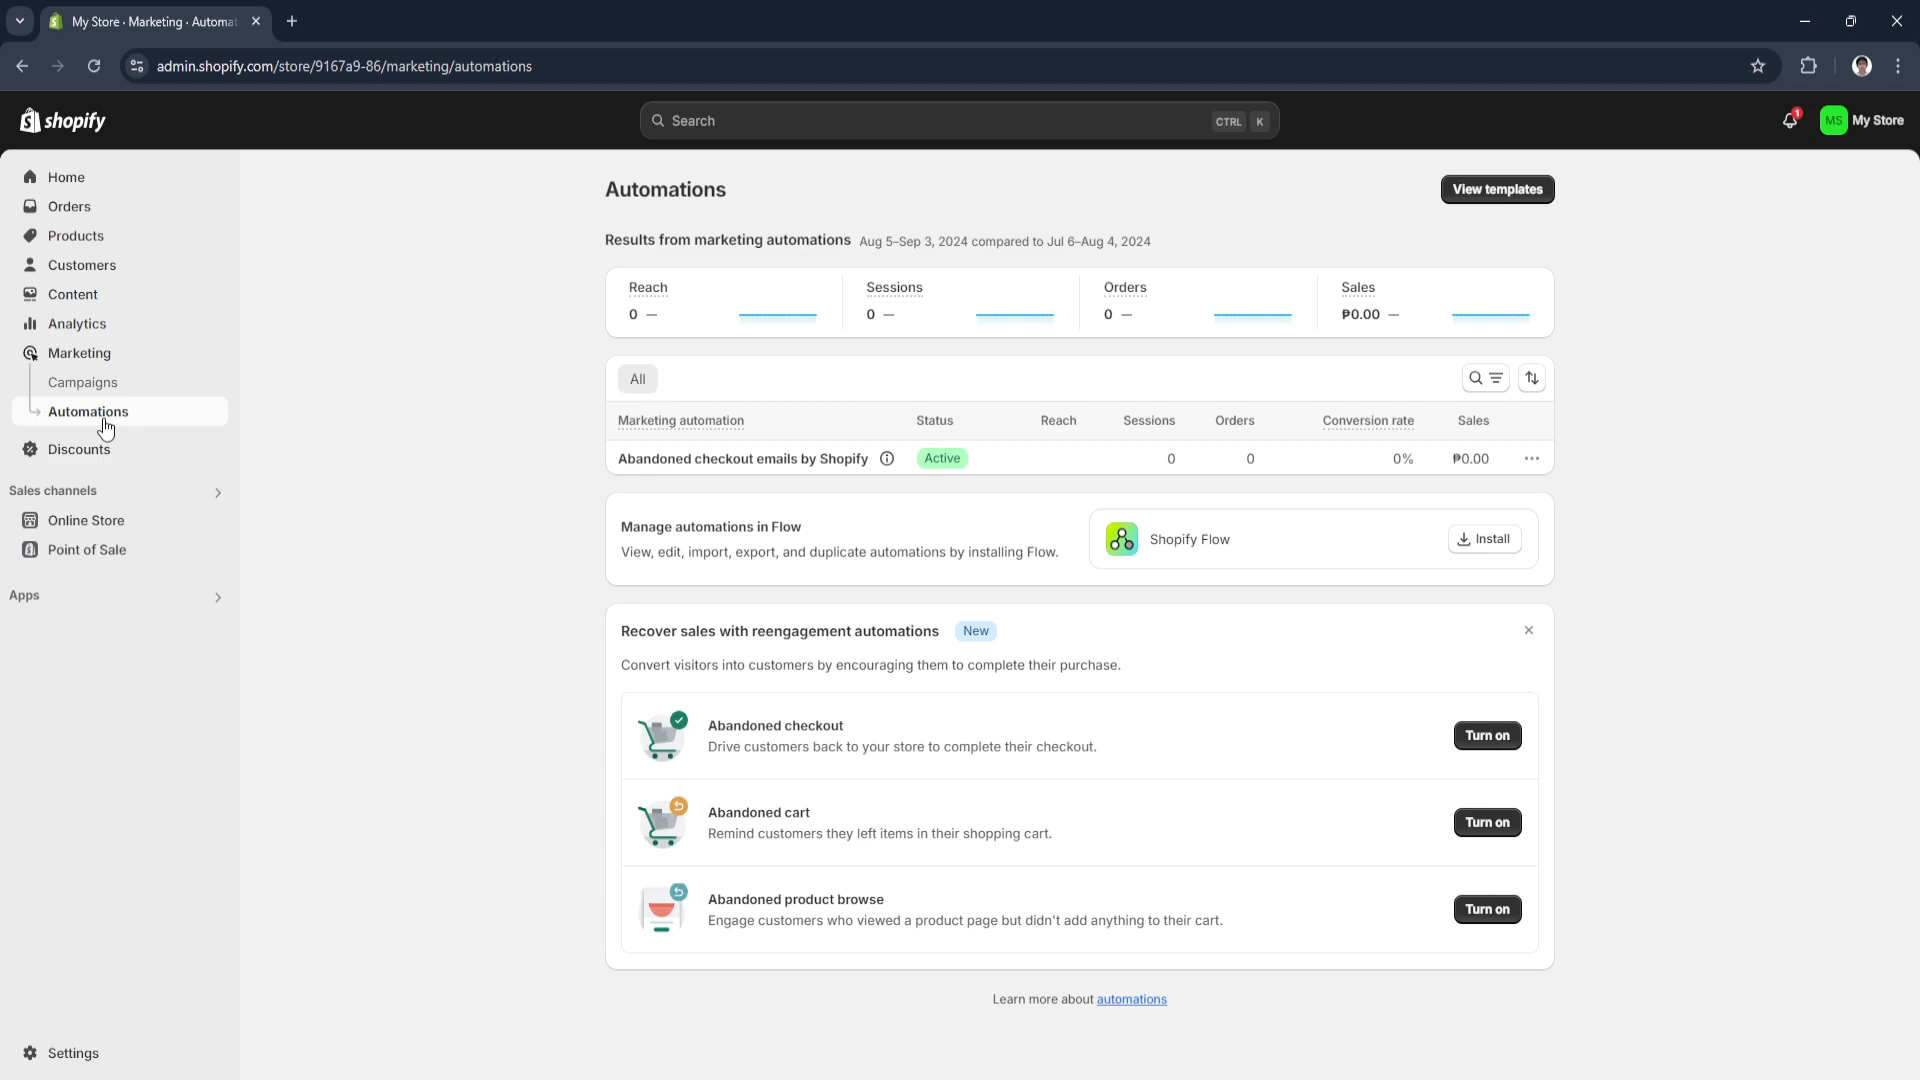 My Store · Marketing · Automat
admin.shopify.com/store/9167a9-86/marketing/automations
shopify
Search
CTRL K
1
MS My Store
Home
Orders
Products
Customers
Content
Analytics
Marketing
Campaigns
Automations
Discounts
Sales channels
Online Store
Point of Sale
Apps
Settings
Automations
View templates
Results from marketing automations Aug 5–Sep 3, 2024 compared to Jul 6–Aug 4, 2024
Reach Sessions Orders Sales
0 — 0 — 0 — ₱0.00 —
All
Marketing automation Status Reach Sessions Orders Conversion rate Sales
Abandoned checkout emails by Shopify Active 0 0 0% ₱0.00
Manage automations in Flow
View, edit, import, export, and duplicate automations by installing Flow.
Shopify Flow Install
Recover sales with reengagement automations New
Convert visitors into customers by encouraging them to complete their purchase.
Abandoned checkout
Drive customers back to your store to complete their checkout.
Turn on
Abandoned cart
Remind customers they left items in their shopping cart.
Turn on
Abandoned product browse
Engage customers who viewed a product page but didn't add anything to their cart.
Turn on
Learn more about automations